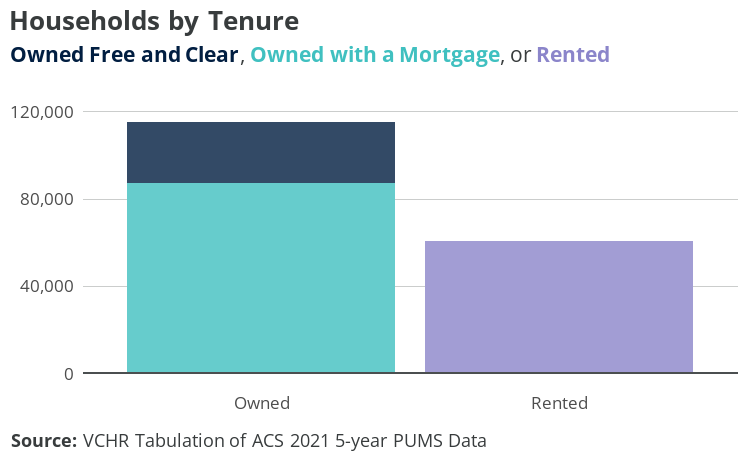 Households by Tenure
Owned Free and Clear, Owned with a Mortgage, or Rented
120,000
80,000
40,000
0
Owned Rented
Source: VCHR Tabulation of ACS 2021 5-year PUMS Data